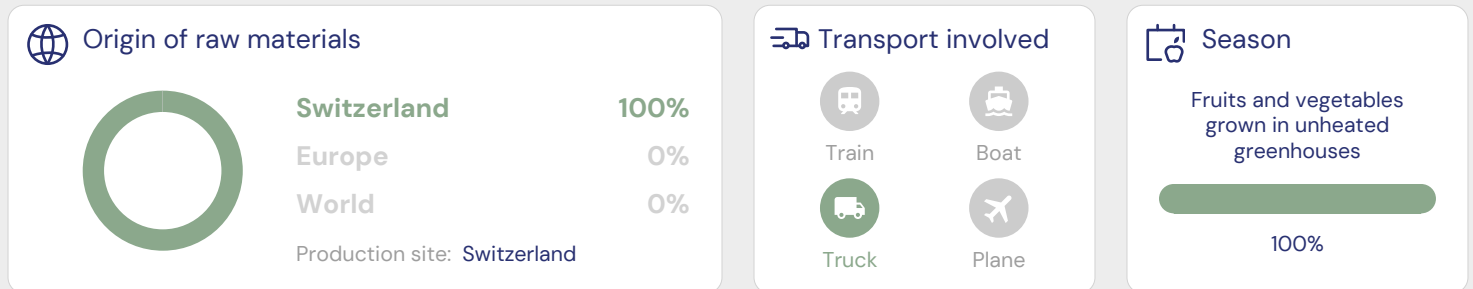 Origin of raw materials
Switzerland 100%
Europe 0%
World 0%
Production site: Switzerland
Transport involved
Train Boat
Truck Plane
Season
Fruits and vegetables
grown in unheated
greenhouses
100%